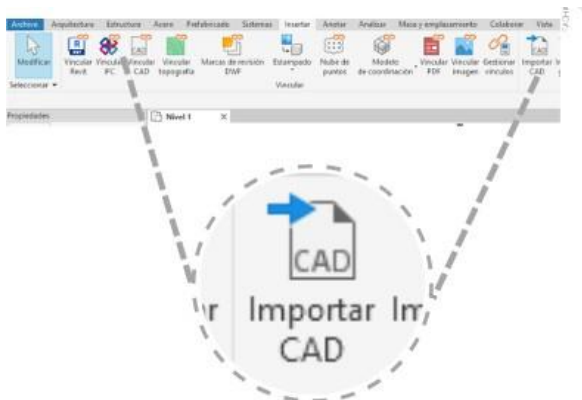 Archivo Arquitectura Estructura Acero Prefabricado Sistemas Insertar Anotar Analizar Masa y emplazamiento Colaborar Vista
Modificar Vincular Revit Vincular IFC Vincular CAD Vincular topografía Marcas de revisión DWF Estampado Nube de puntos Modelo de coordinación Vincular PDF Vincular imagen Gestionar vínculos Importar CAD
Seleccionar Vincular
Propiedades Nivel 1 X
CAD
r Importar Im
CAD